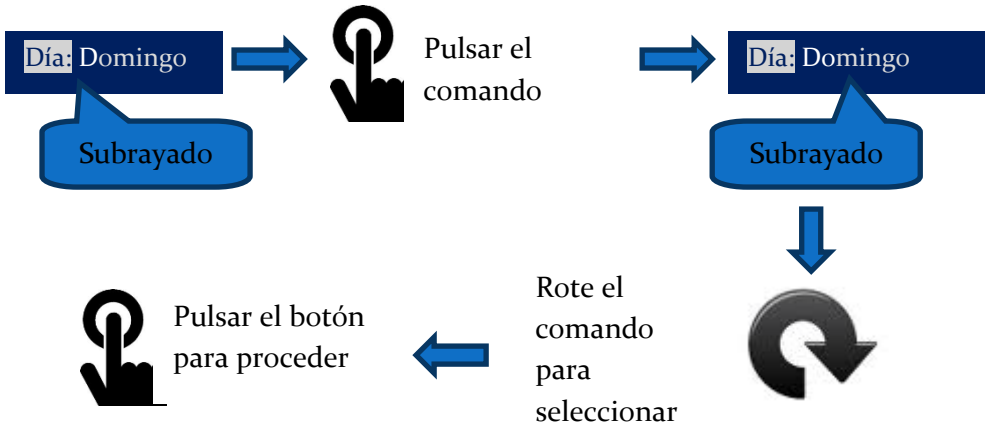 Día: Domingo
Subrayado
Pulsar el
comando
Día: Domingo
Subrayado
Rote el
comando
para
seleccionar
Pulsar el botón
para proceder